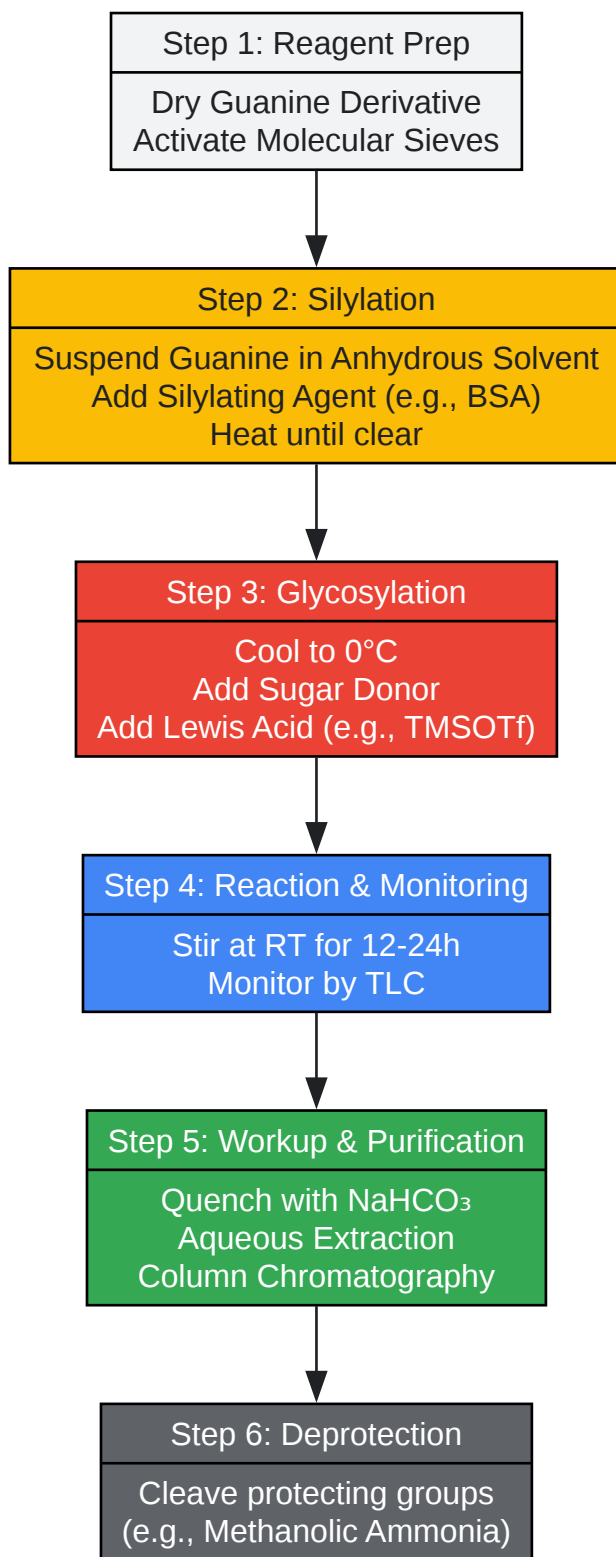 Step 1: Reagent Prep
Dry Guanine Derivative
Activate Molecular Sieves
Step 2: Silylation
Suspend Guanine in Anhydrous Solvent
Add Silylating Agent (e.g., BSA)
Heat until clear
Step 3: Glycosylation
Cool to 0°C
Add Sugar Donor
Add Lewis Acid (e.g., TMSOTf)
Step 4: Reaction & Monitoring
Stir at RT for 12-24h
Monitor by TLC
Step 5: Workup & Purification
Quench with NaHCO₃
Aqueous Extraction
Column Chromatography
Step 6: Deprotection
Cleave protecting groups
(e.g., Methanolic Ammonia)